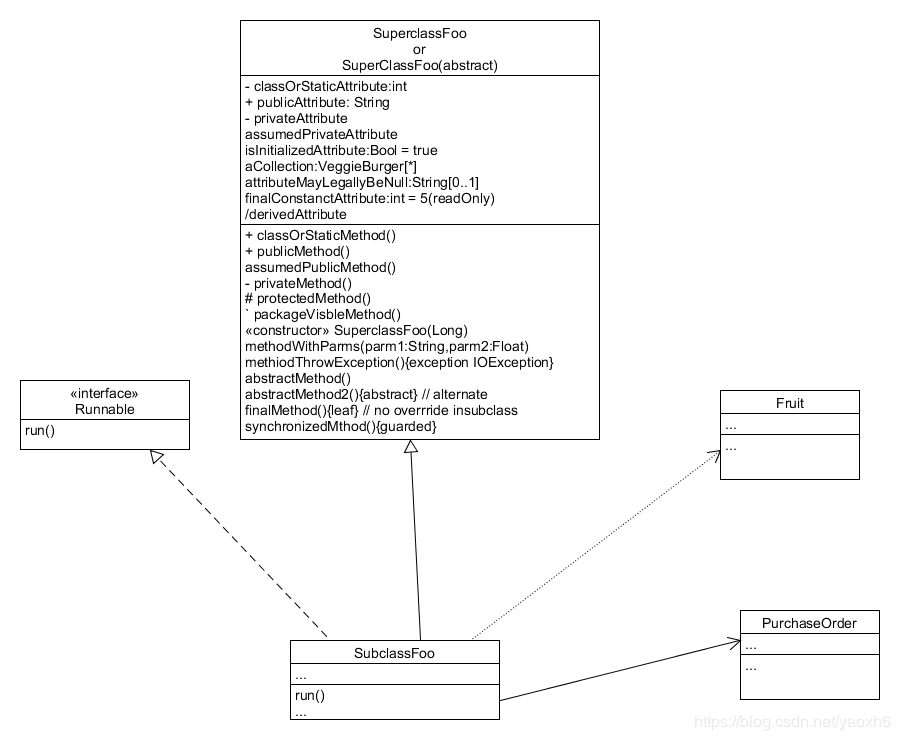 SuperclassFoo
or
SuperClassFoo(abstract)
- classOrStaticAttribute:int
+ publicAttribute: String
- privateAttribute
assumedPrivateAttribute
isInitializedAttribute:Bool = true
aCollection:VeggieBurger[*]
attributeMayLegallyBeNull:String[0..1]
finalConstanctAttribute:int = 5(readOnly)
/derivedAttribute
+ classOrStaticMethod()
+ publicMethod()
assumedPublicMethod()
- privateMethod()
# protectedMethod()
` packageVisbleMethod()
«constructor» SuperclassFoo(Long)
methodWithParms(parm1:String,parm2:Float)
methiodThrowException(){exception IOException}
abstractMethod()
abstractMethod2(){abstract} // alternate
finalMethod(){leaf} // no overrride insubclass
synchronizedMthod(){guarded}
«interface»
Runnable
run()
Fruit
...
...
SubclassFoo
...
run()
...
PurchaseOrder
...
...
https://blog.csdn.net/yaoxh6